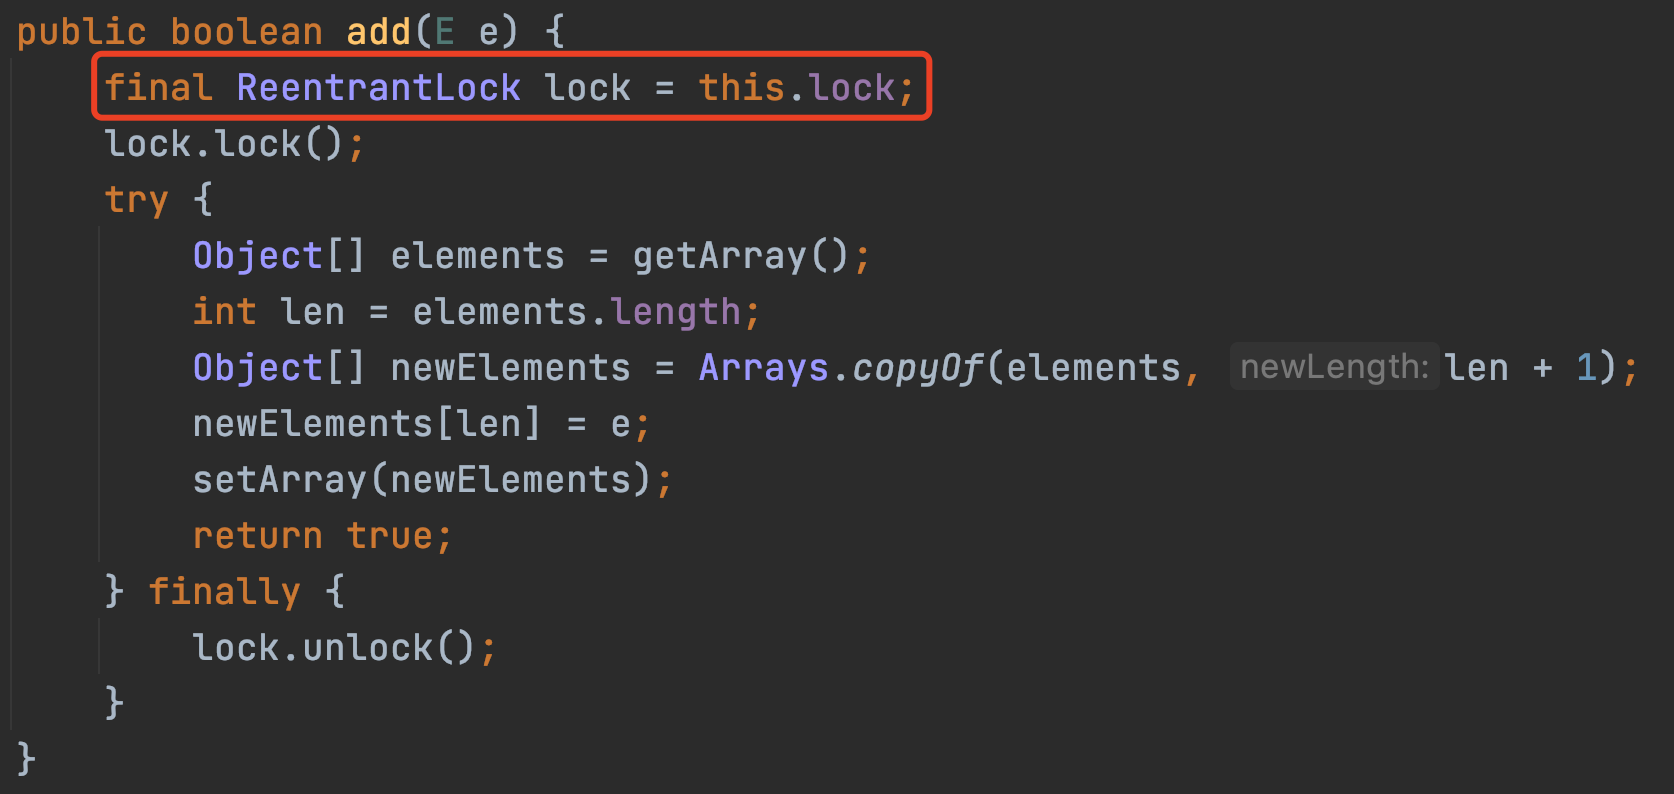 public boolean add(E e) {
final ReentrantLock lock = this.lock;
lock.lock();
try {
Object[] elements = getArray();
int len = elements.length;
Object[] newElements = Arrays.copyOf(elements, newLength: len + 1);
newElements[len] = e;
setArray(newElements);
return true;
} finally {
lock.unlock();
}
}